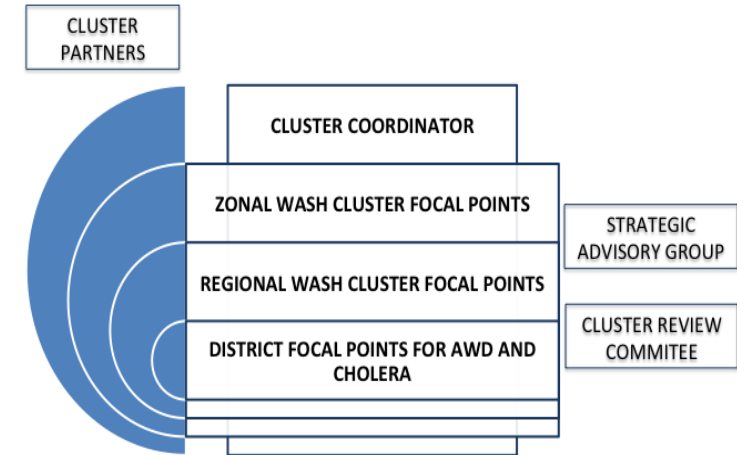 CLUSTER
PARTNERS
CLUSTER COORDINATOR
ZONAL WASH CLUSTER FOCAL POINTS
STRATEGIC
ADVISORY GROUP
REGIONAL WASH CLUSTER FOCAL POINTS
CLUSTER REVIEW
COMMITEE
DISTRICT FOCAL POINTS FOR AWD AND
CHOLERA